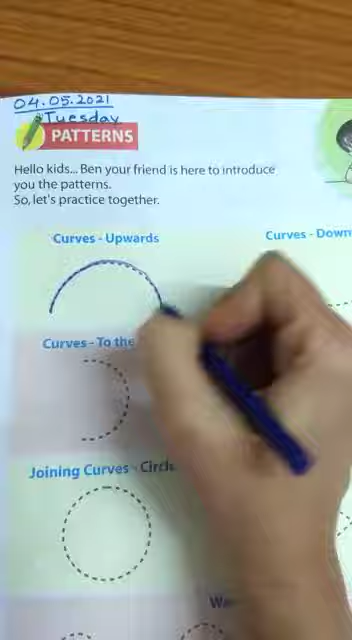 04.05.2021
Tuesday
PATTERNS
Hello kids... Ben your friend is here to introduce
you the patterns.
So, let's practice together.
Curves - Upwards
Curves - Down
Curves - To the
Joining Curves - Circle